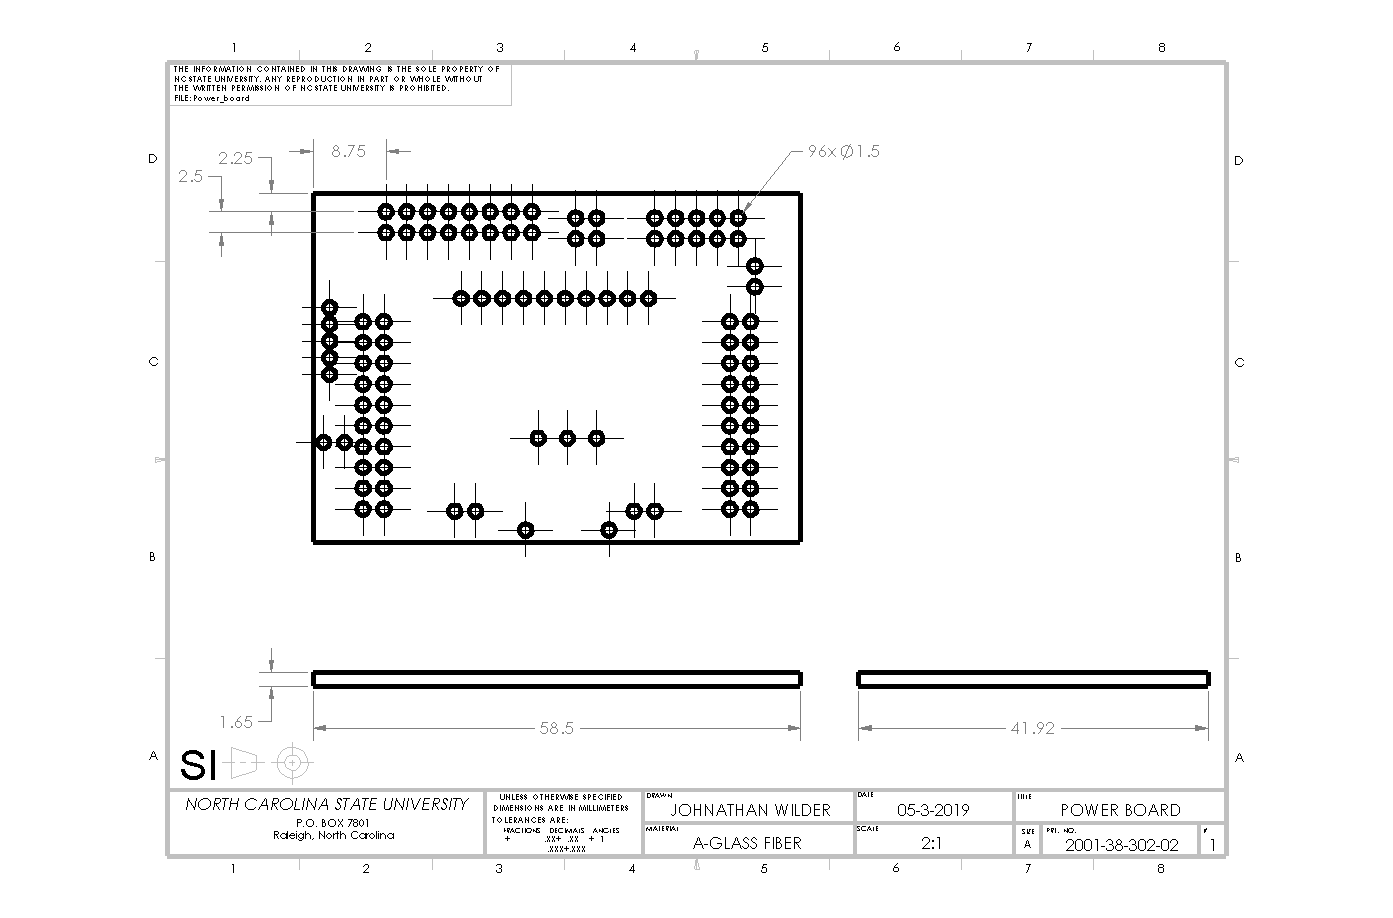 1 2 3 4 5 6 7 8
THE INFORMATION CONTAINED IN THIS DRAWING IS THE SOLE PROPERTY OF
NC STATE UNIVERSITY. ANY REPRODUCTION IN PART OR WHOLE WITHOUT
THE WRITTEN PERMISSION OF NC STATE UNIVERSITY IS PROHIBITED.
FILE: Power_board
D D
2.25 8.75 96x Ø1.5
2.5
C C
B B
1.65
58.5 41.92
A A
SI
NORTH CAROLINA STATE UNIVERSITY
P.O. BOX 7801
Raleigh, North Carolina
UNLESS OTHERWISE SPECIFIED
DIMENSIONS ARE IN MILLIMETERS
TOLERANCES ARE:
FRACTIONS DECIMALS ANGLES
+ .XX+ .XX + 1
.XXX+.XXX
DRAWN
JOHNATHAN WILDER
DATE
05-3-2019
TITLE
POWER BOARD
MATERIAL
A-GLASS FIBER
SCALE
2:1
SIZE
A
PRT. NO.
2001-38-302-02
#
1
1 2 3 4 5 6 7 8